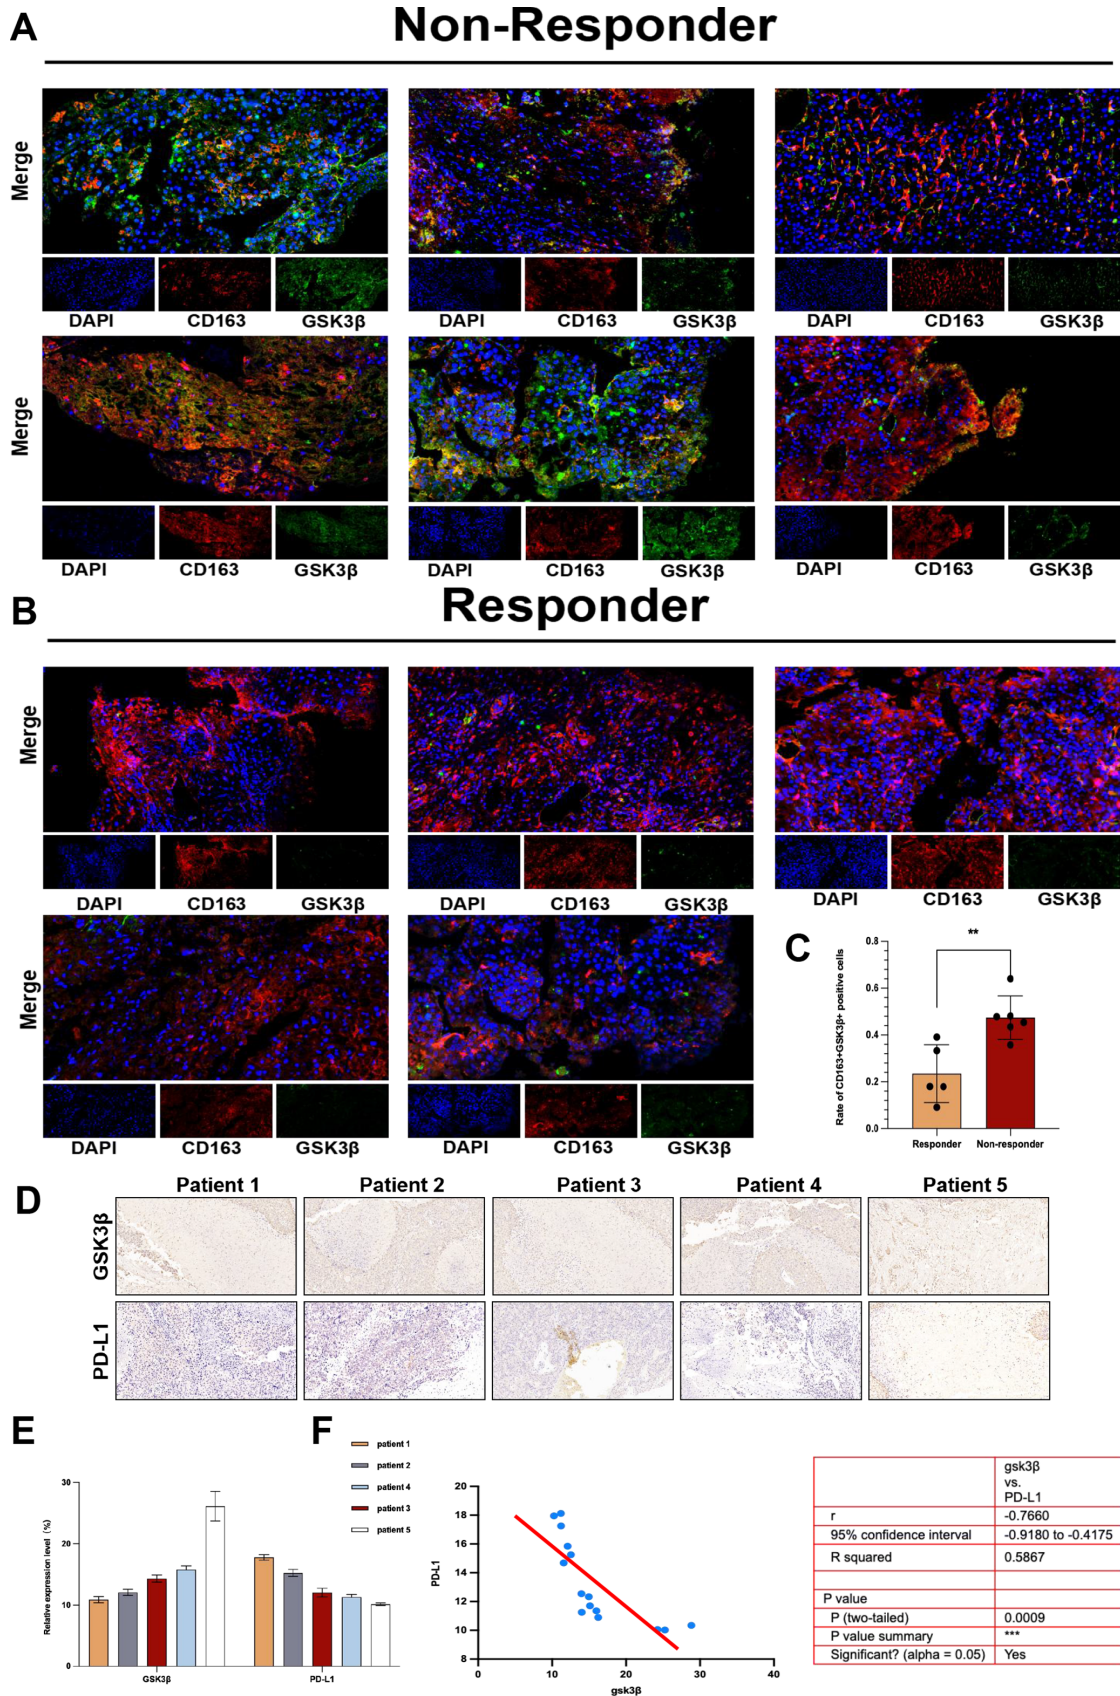 A
Non-Responder
Merge
DAPI CD163 GSK3β
DAPI CD163 GSK3β
DAPI CD163 GSK3β
Merge
DAPI CD163 GSK3β
DAPI CD163 GSK3β
DAPI CD163 GSK3β
B
Responder
Merge
DAPI CD163 GSK3β
DAPI CD163 GSK3β
DAPI CD163 GSK3β
Merge
DAPI CD163 GSK3β
DAPI CD163 GSK3β
C
Rate of CD163+GSK3β+ positive cells
0.8
0.6
0.4
0.2
0.0
**
Responder Non-responder
D
Patient 1 Patient 2 Patient 3 Patient 4 Patient 5
GSK3β
PD-L1
E
Relative expression level (%)
30
20
10
0
GSK3β PD-L1
patient 1
patient 2
patient 4
patient 3
patient 5
F
PD-L1
20
18
16
14
12
10
8
0 10 20 30 40
gsk3β
gsk3β
vs.
PD-L1
r -0.7660
95% confidence interval -0.9180 to -0.4175
R squared 0.5867
P value
P (two-tailed) 0.0009
P value summary ***
Significant? (alpha = 0.05) Yes